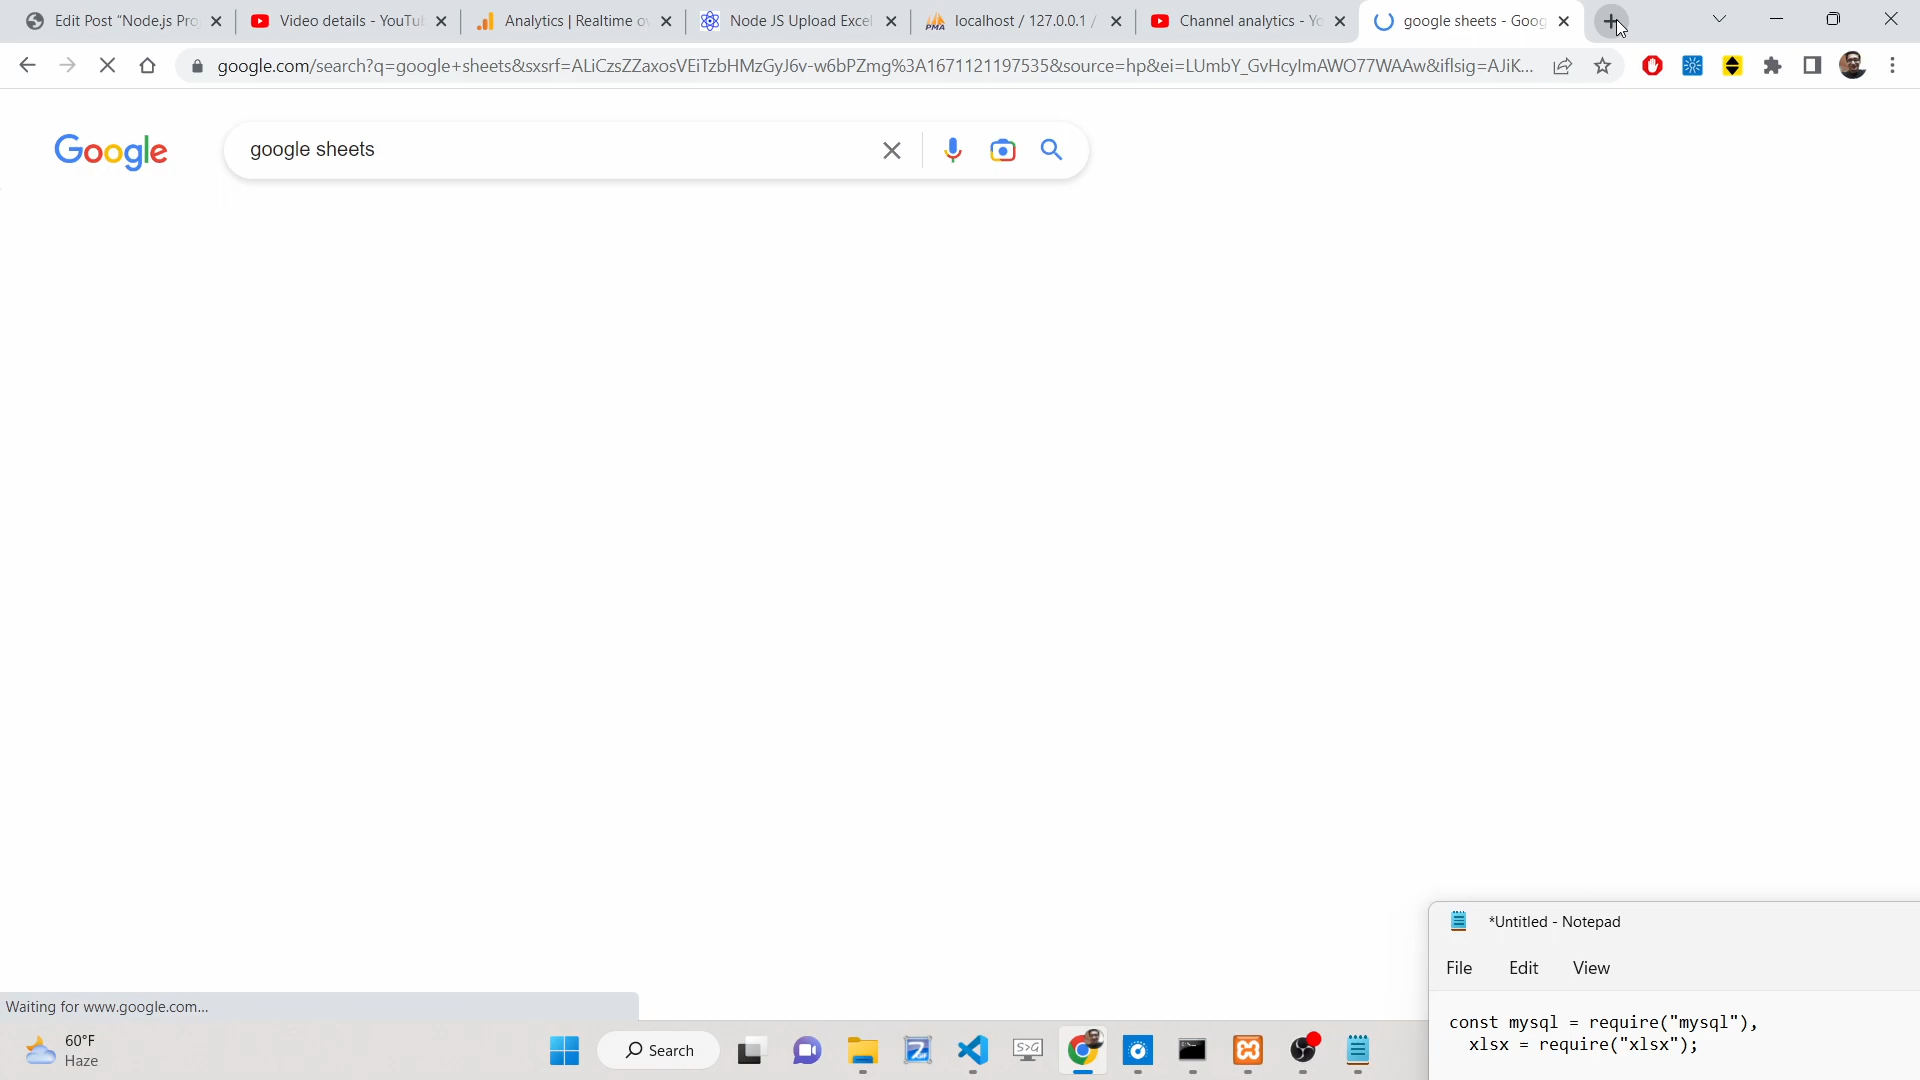 Edit Post “Node.js Pro
Video details - YouTu
Analytics | Realtime o
Node JS Upload Excel
localhost / 127.0.0.1 /
Channel analytics - Yo
google sheets - Goog
google.com/search?q=google+sheets&sxsrf=ALiCzsZZaxosVEiTzbHMzGyJ6v-w6bPZmg%3A1671121197535&source=hp&ei=LUmbY_GvHcylmAWO77WAAw&iflsig=AJiK...
Google
google sheets
*Untitled - Notepad
File Edit View
const mysql = require("mysql"),
xlsx = require("xlsx");
Waiting for www.google.com...
60°F
Haze
Search